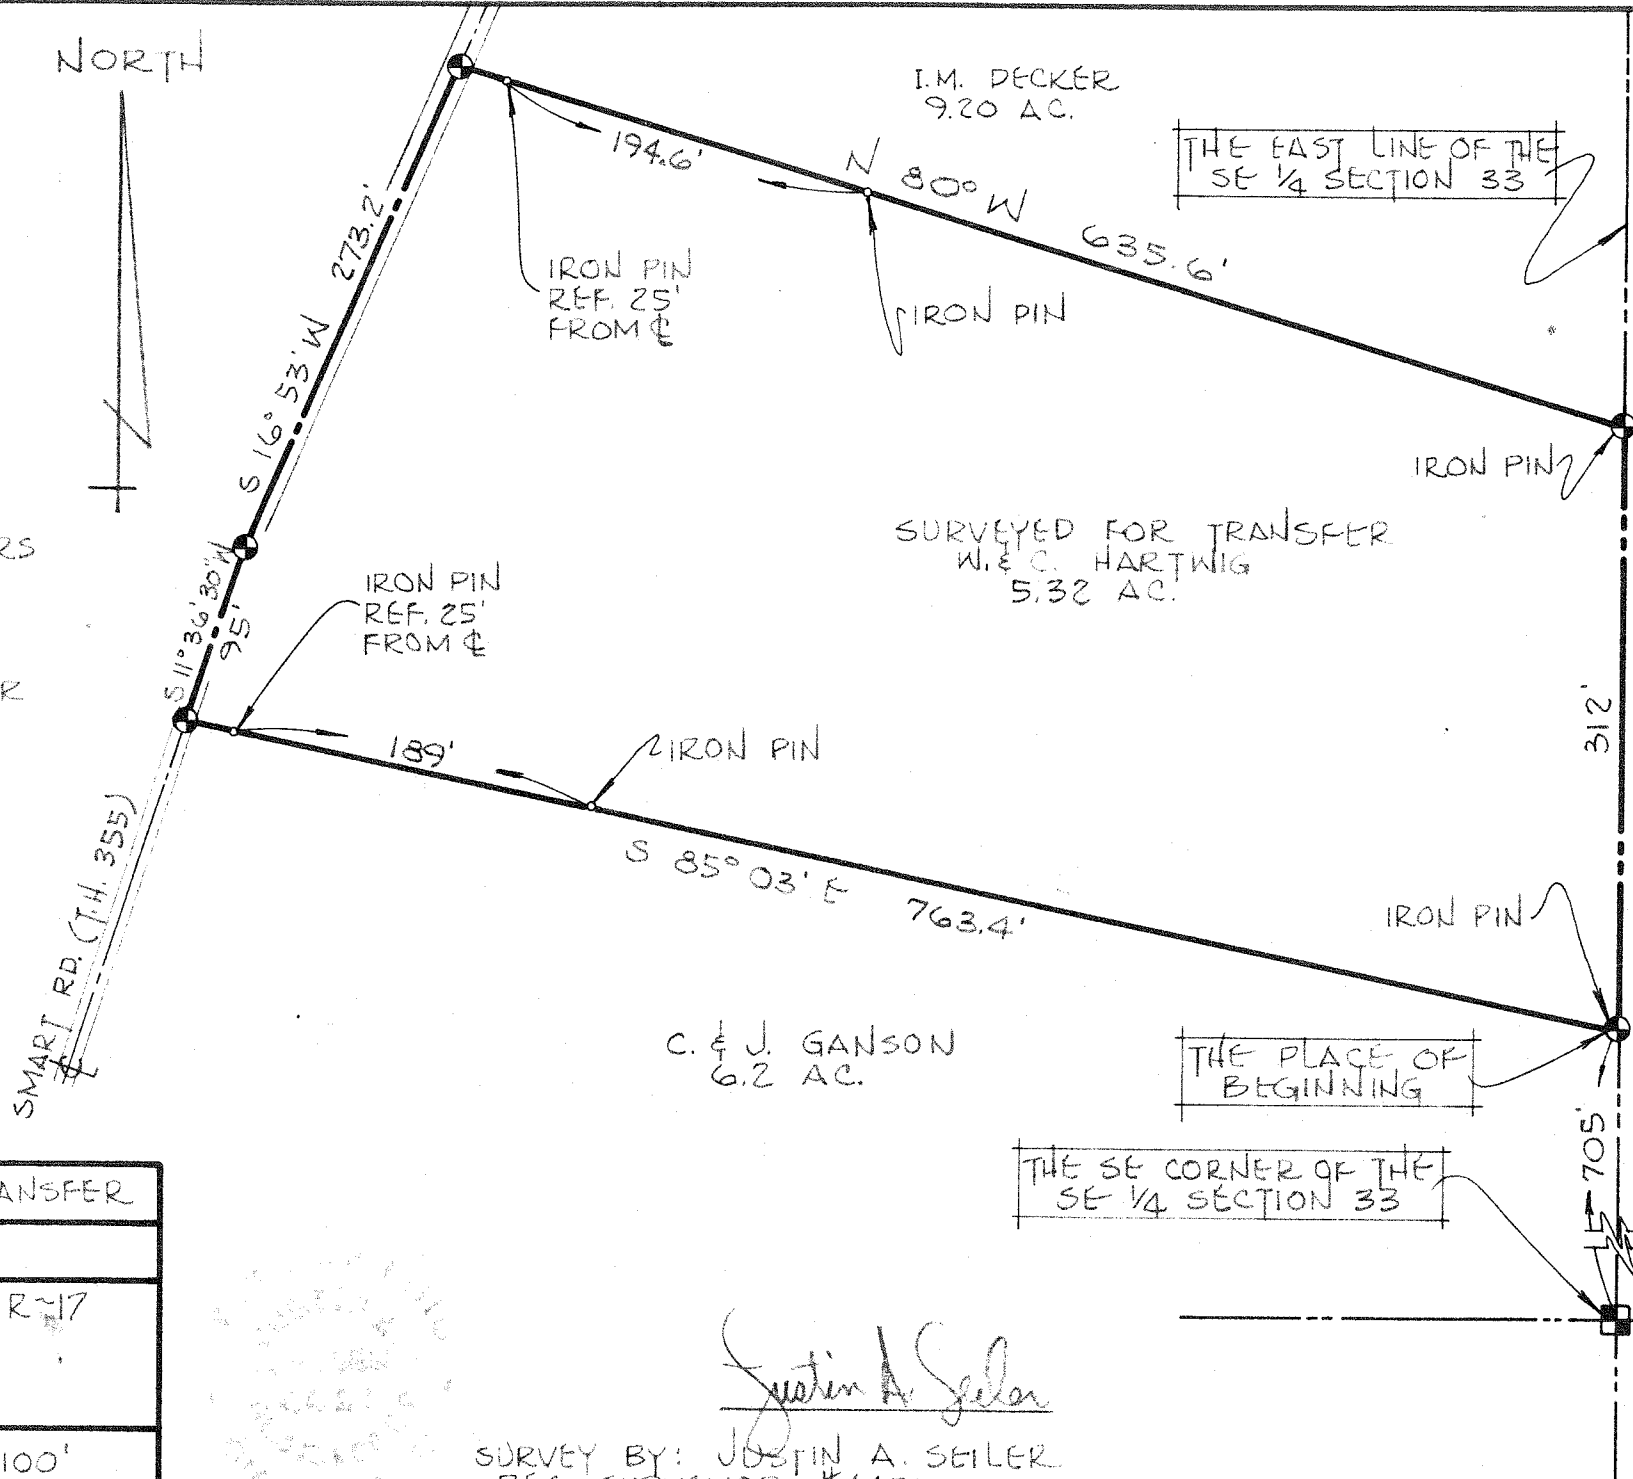 NORTH
I.M. DECKER
9.20 AC.
THE EAST LINE OF THE
SE 1/4 SECTION 33
194.6'
N 80° W
635.6'
273.2'
S 16° 53' W
IRON PIN
REF. 25'
FROM ℄
IRON PIN
IRON PIN
RS
SURVEYED FOR TRANSFER
W. & C. HARTWIG
5.32 AC.
S 11° 36' 30" W
95'
IRON PIN
REF. 25'
FROM ℄
R
312'
189'
IRON PIN
S 85° 03' E
763.4'
SMART RD. (T.H. 355)
℄
IRON PIN
C. & J. GANSON
6.2 AC.
THE PLACE OF
BEGINNING
705'
THE SE CORNER OF THE
SE 1/4 SECTION 33
ANSFER
R-17
100'
Justin A. Seiler
SURVEY BY: JUSTIN A. SEILER